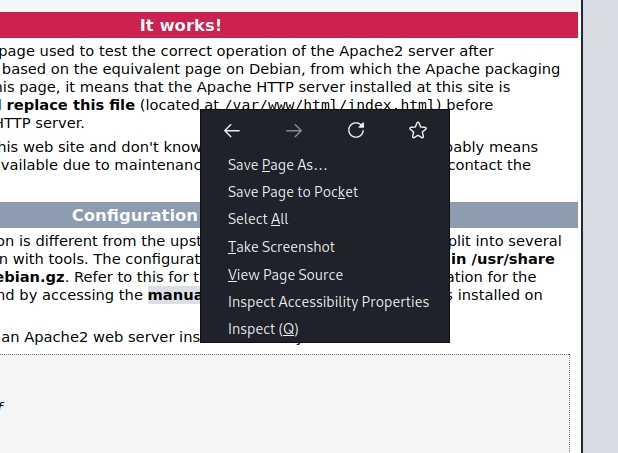 It works!
page used to test the correct operation of the Apache2 server after
based on the equivalent page on Debian, from which the Apache packaging
is page, it means that the Apache HTTP server installed at this site is
replace this file (located at /var/www/html/index.html) before
HTTP server.
his web site and don't know
bably means
vailable due to maintenanc
contact the
Save Page As...
Save Page to Pocket
Select All
Take Screenshot
View Page Source
Inspect Accessibility Properties
Inspect (Q)
Configuration
on is different from the upst
plit into several
n with tools. The configurat
in /usr/share
ebian.gz. Refer to this for t
ation for the
nd by accessing the manua
s installed on
an Apache2 web server ins
f